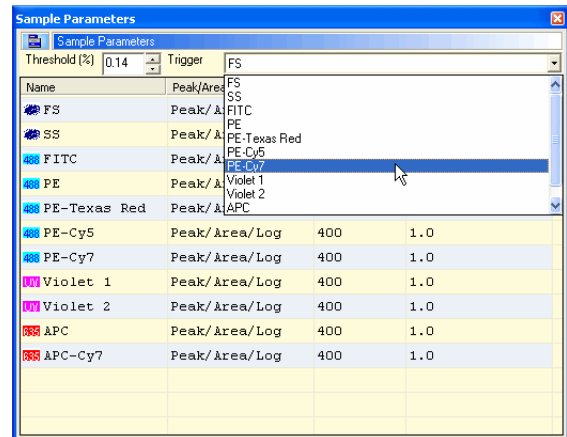 Sample Parameters
Sample Parameters
Threshold (%) 0.14 Trigger FS
Name Peak/Area
FS
SS
FITC
PE
PE-Texas Red
PE-Cy5
PE-Cy7
Violet 1
Violet 2
APC
FS Peak/A
SS Peak/A
488 FITC Peak/A
488 PE Peak/A
488 PE-Texas Red Peak/A
488 PE-Cy5 Peak/Area/Log 400 1.0
488 PE-Cy7 Peak/Area/Log 400 1.0
UV Violet 1 Peak/Area/Log 400 1.0
UV Violet 2 Peak/Area/Log 400 1.0
635 APC Peak/Area/Log 400 1.0
635 APC-Cy7 Peak/Area/Log 400 1.0